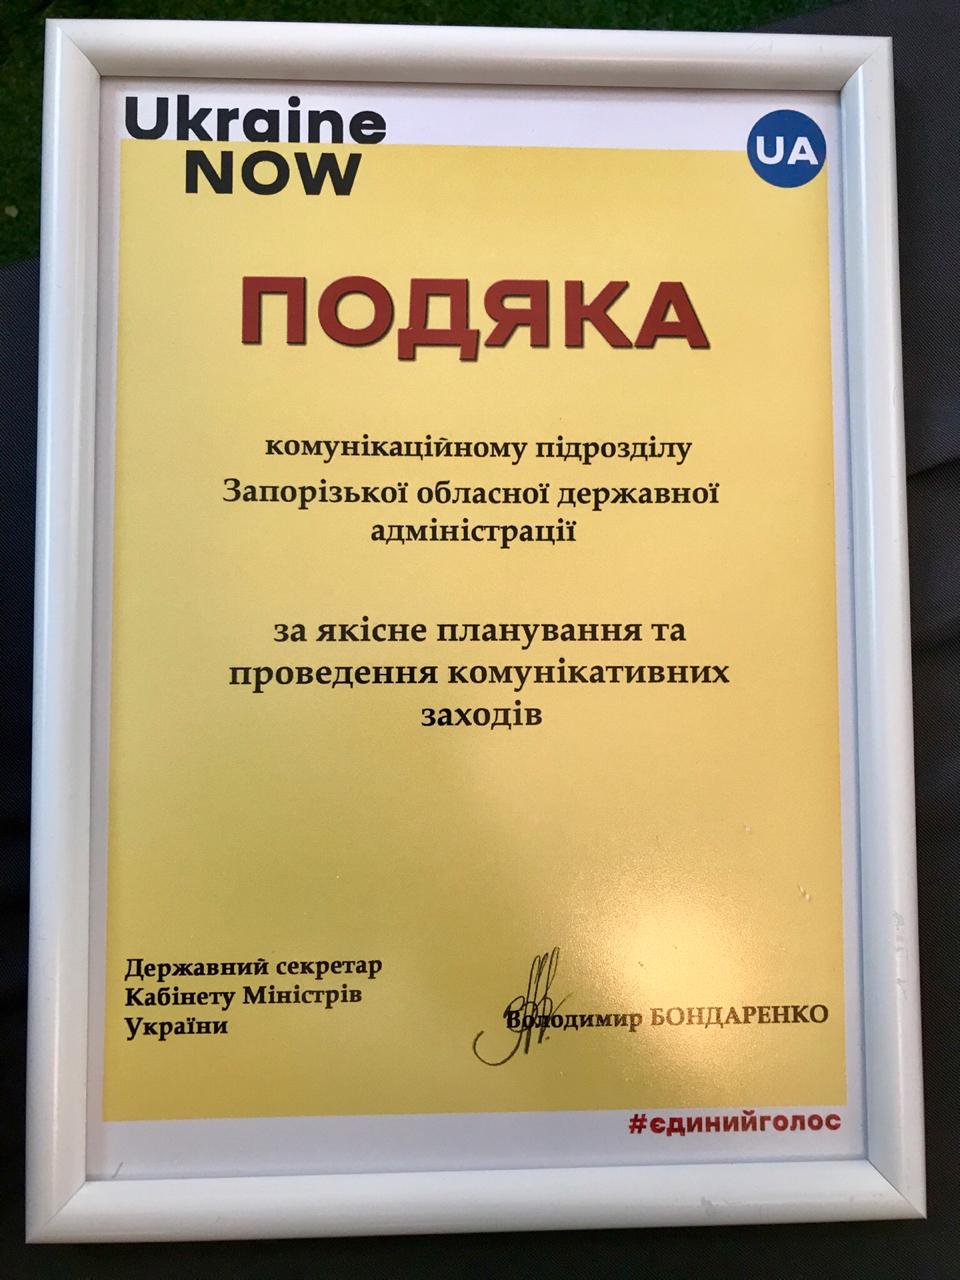 Ukraine
NOW
UA
ПОДЯКА
комунікаційному підрозділу
Запорізької обласної державної
адміністрації
за якісне планування та
проведення комунікативних
заходів
Державний секретар
Кабінету Міністрів
України
Володимир БОНДАРЕНКО
#єдинийголос